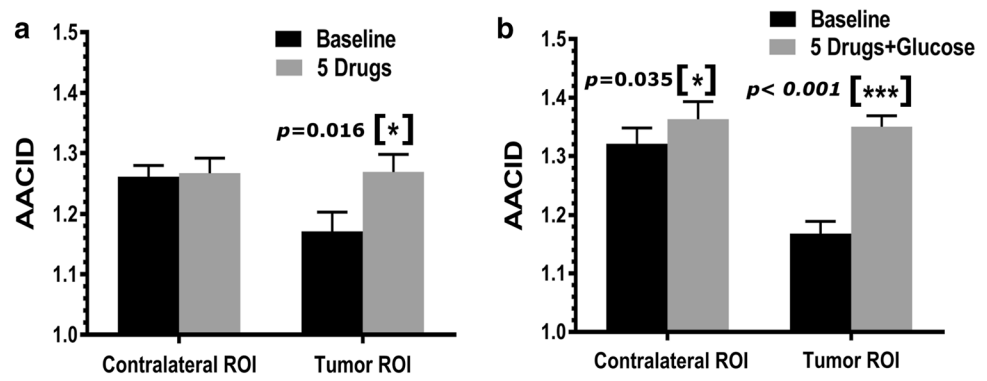 a
1.5
1.4
1.3
1.2
1.1
1.0
AACID
Baseline
5 Drugs
p=0.016 [*]
Contralateral ROI
Tumor ROI
b
1.5
1.4
1.3
1.2
1.1
1.0
AACID
Baseline
5 Drugs+Glucose
p=0.035 [*]
p< 0.001 [***]
Contralateral ROI
Tumor ROI